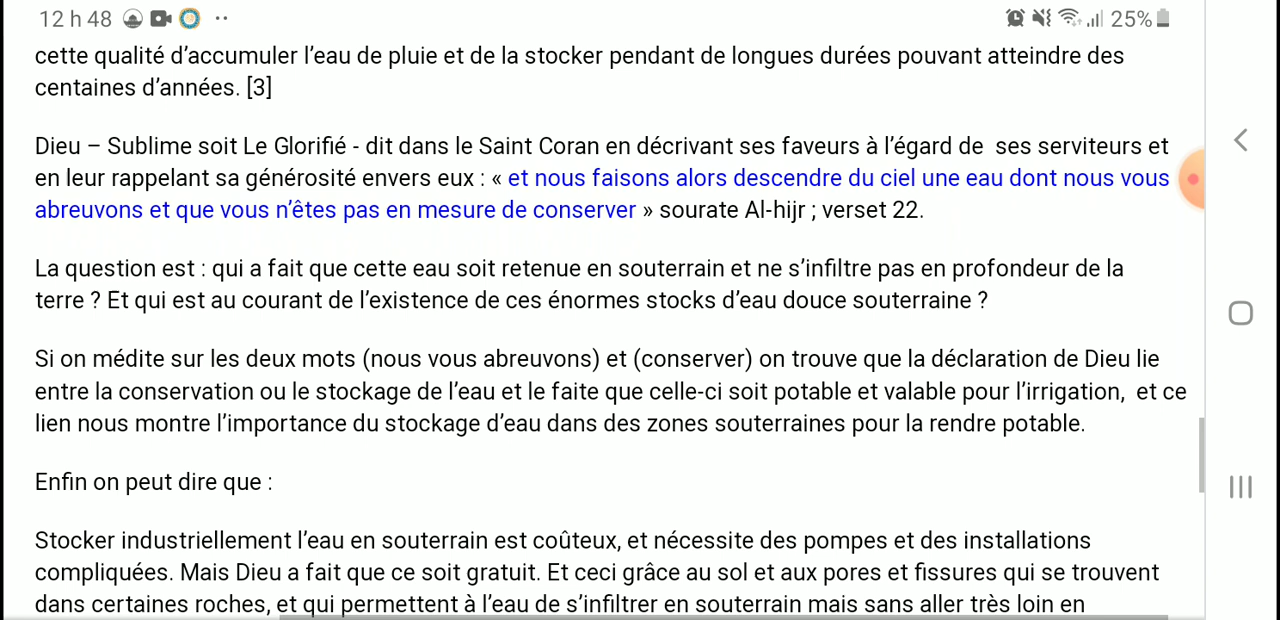 12 h 48
25%
cette qualité d’accumuler l’eau de pluie et de la stocker pendant de longues durées pouvant atteindre des
centaines d’années. [3]
Dieu – Sublime soit Le Glorifié - dit dans le Saint Coran en décrivant ses faveurs à l’égard de  ses serviteurs et
en leur rappelant sa générosité envers eux : « et nous faisons alors descendre du ciel une eau dont nous vous
abreuvons et que vous n’êtes pas en mesure de conserver » sourate Al-hijr ; verset 22.
La question est : qui a fait que cette eau soit retenue en souterrain et ne s’infiltre pas en profondeur de la
terre ? Et qui est au courant de l’existence de ces énormes stocks d’eau douce souterraine ?
Si on médite sur les deux mots (nous vous abreuvons) et (conserver) on trouve que la déclaration de Dieu lie
entre la conservation ou le stockage de l’eau et le faite que celle-ci soit potable et valable pour l’irrigation,  et ce
lien nous montre l’importance du stockage d’eau dans des zones souterraines pour la rendre potable.
Enfin on peut dire que :
Stocker industriellement l’eau en souterrain est coûteux, et nécessite des pompes et des installations
compliquées. Mais Dieu a fait que ce soit gratuit. Et ceci grâce au sol et aux pores et fissures qui se trouvent
dans certaines roches, et qui permettent à l’eau de s’infiltrer en souterrain mais sans aller très loin en